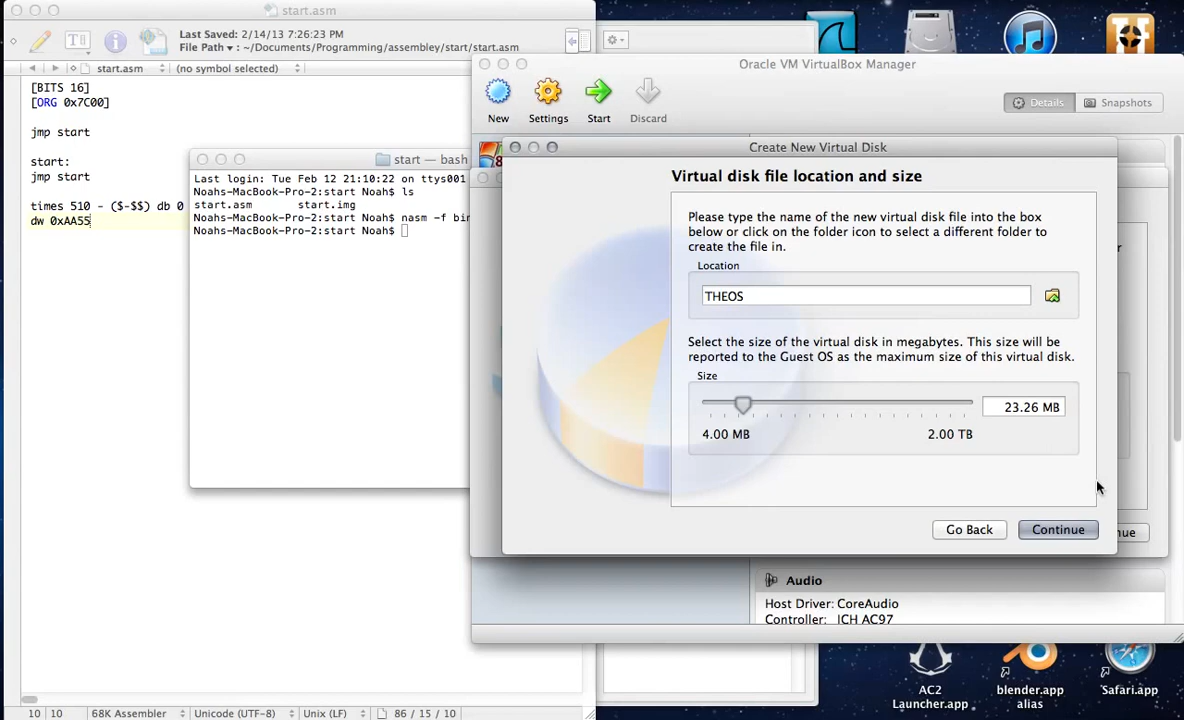 start.asm
Last Saved: 2/14/13 7:26:23 PM
File Path ▾ : ~/Documents/Programming/assembley/start/start.asm
start.asm (no symbol selected)
[BITS 16]
[ORG 0x7C00]
jmp start
start:
jmp start
times 510 - ($-$$) db 0
dw 0xAA55
start — bash
Last login: Tue Feb 12 21:10:22 on ttys001
Noahs-MacBook-Pro-2:start Noah$ ls
start.asm start.img
Noahs-MacBook-Pro-2:start Noah$ nasm -f bin
Noahs-MacBook-Pro-2:start Noah$
Oracle VM VirtualBox Manager
New Settings Start Discard
Details Snapshots
Create New Virtual Disk
Virtual disk file location and size
Please type the name of the new virtual disk file into the box
below or click on the folder icon to select a different folder to
create the file in.
Location
THEOS
Select the size of the virtual disk in megabytes. This size will be
reported to the Guest OS as the maximum size of this virtual disk.
Size
23.26 MB
4.00 MB 2.00 TB
Go Back Continue
nue
Audio
Host Driver: CoreAudio
Controller: ICH AC97
AC2
Launcher.app
blender.app
alias
Safari.app
10 10 68K Assembler Unicode (UTF-8) Unix (LF) 86 / 15 / 10